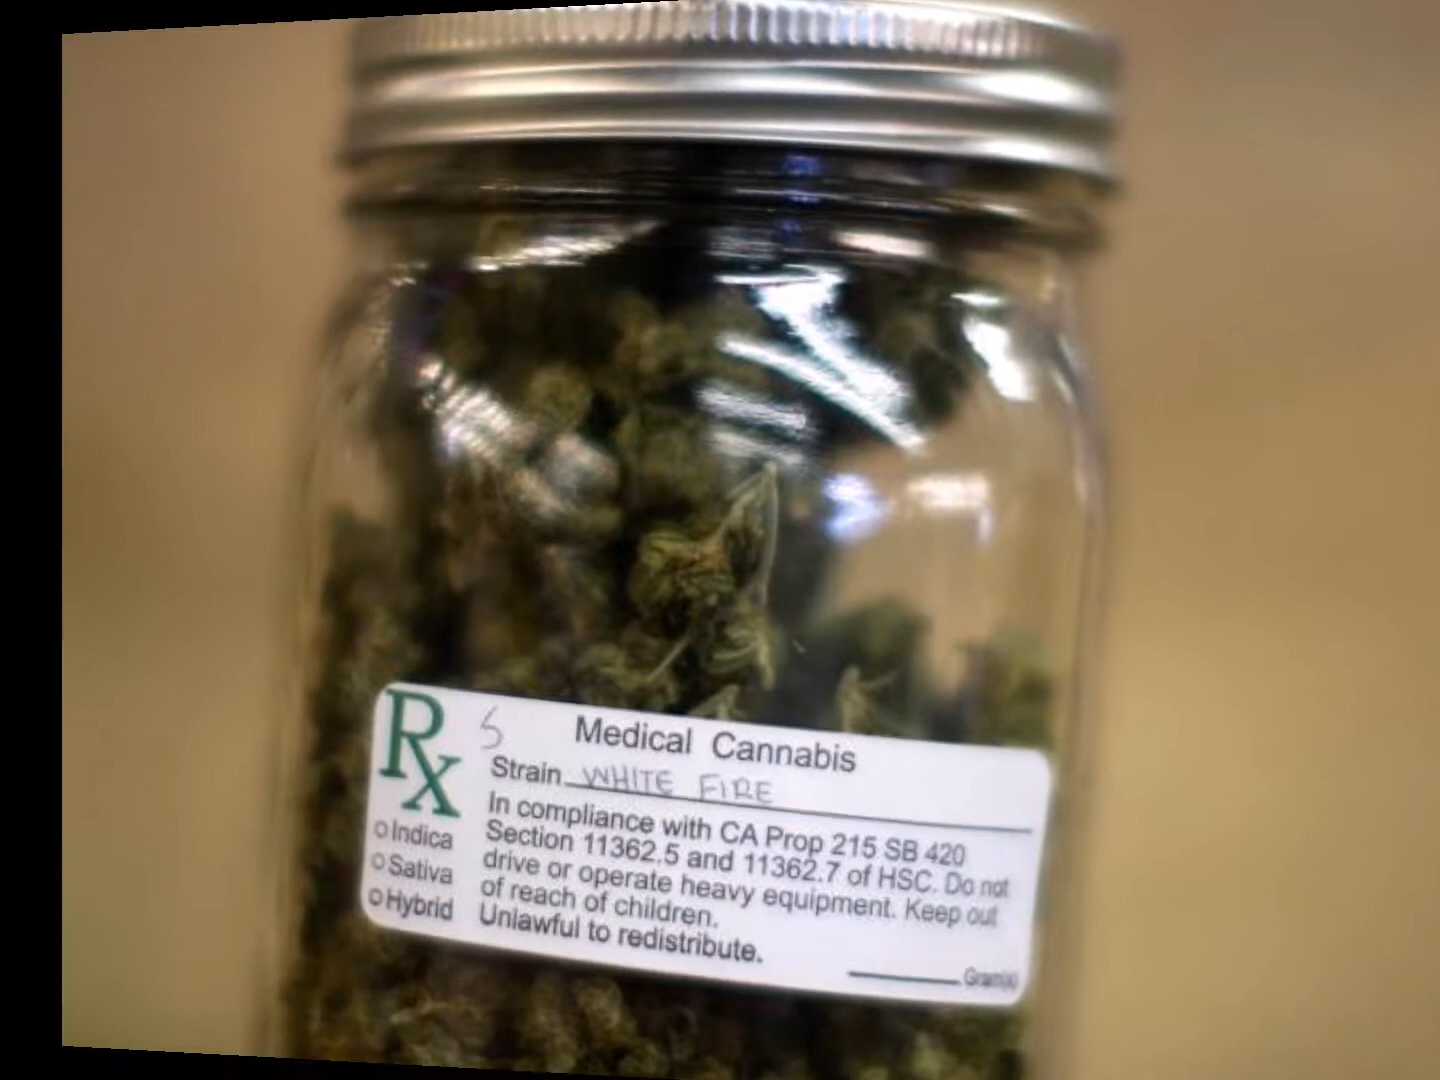 Rx
S
Medical Cannabis
Strain WHITE FIRE
In compliance with CA Prop 215 SB 420
Section 11362.5 and 11362.7 of HSC. Do not
drive or operate heavy equipment. Keep out
of reach of children.
Unlawful to redistribute.
Indica
Sativa
Hybrid
Gram(s)